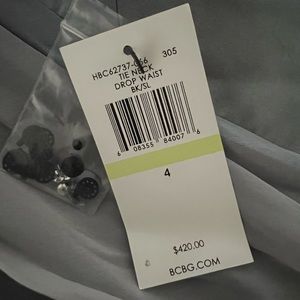 HBC62737-056 305
TIE NECK
DROP WAIST
BK/SL
6 08355 84007 6
4
$420.00
BCBG.COM